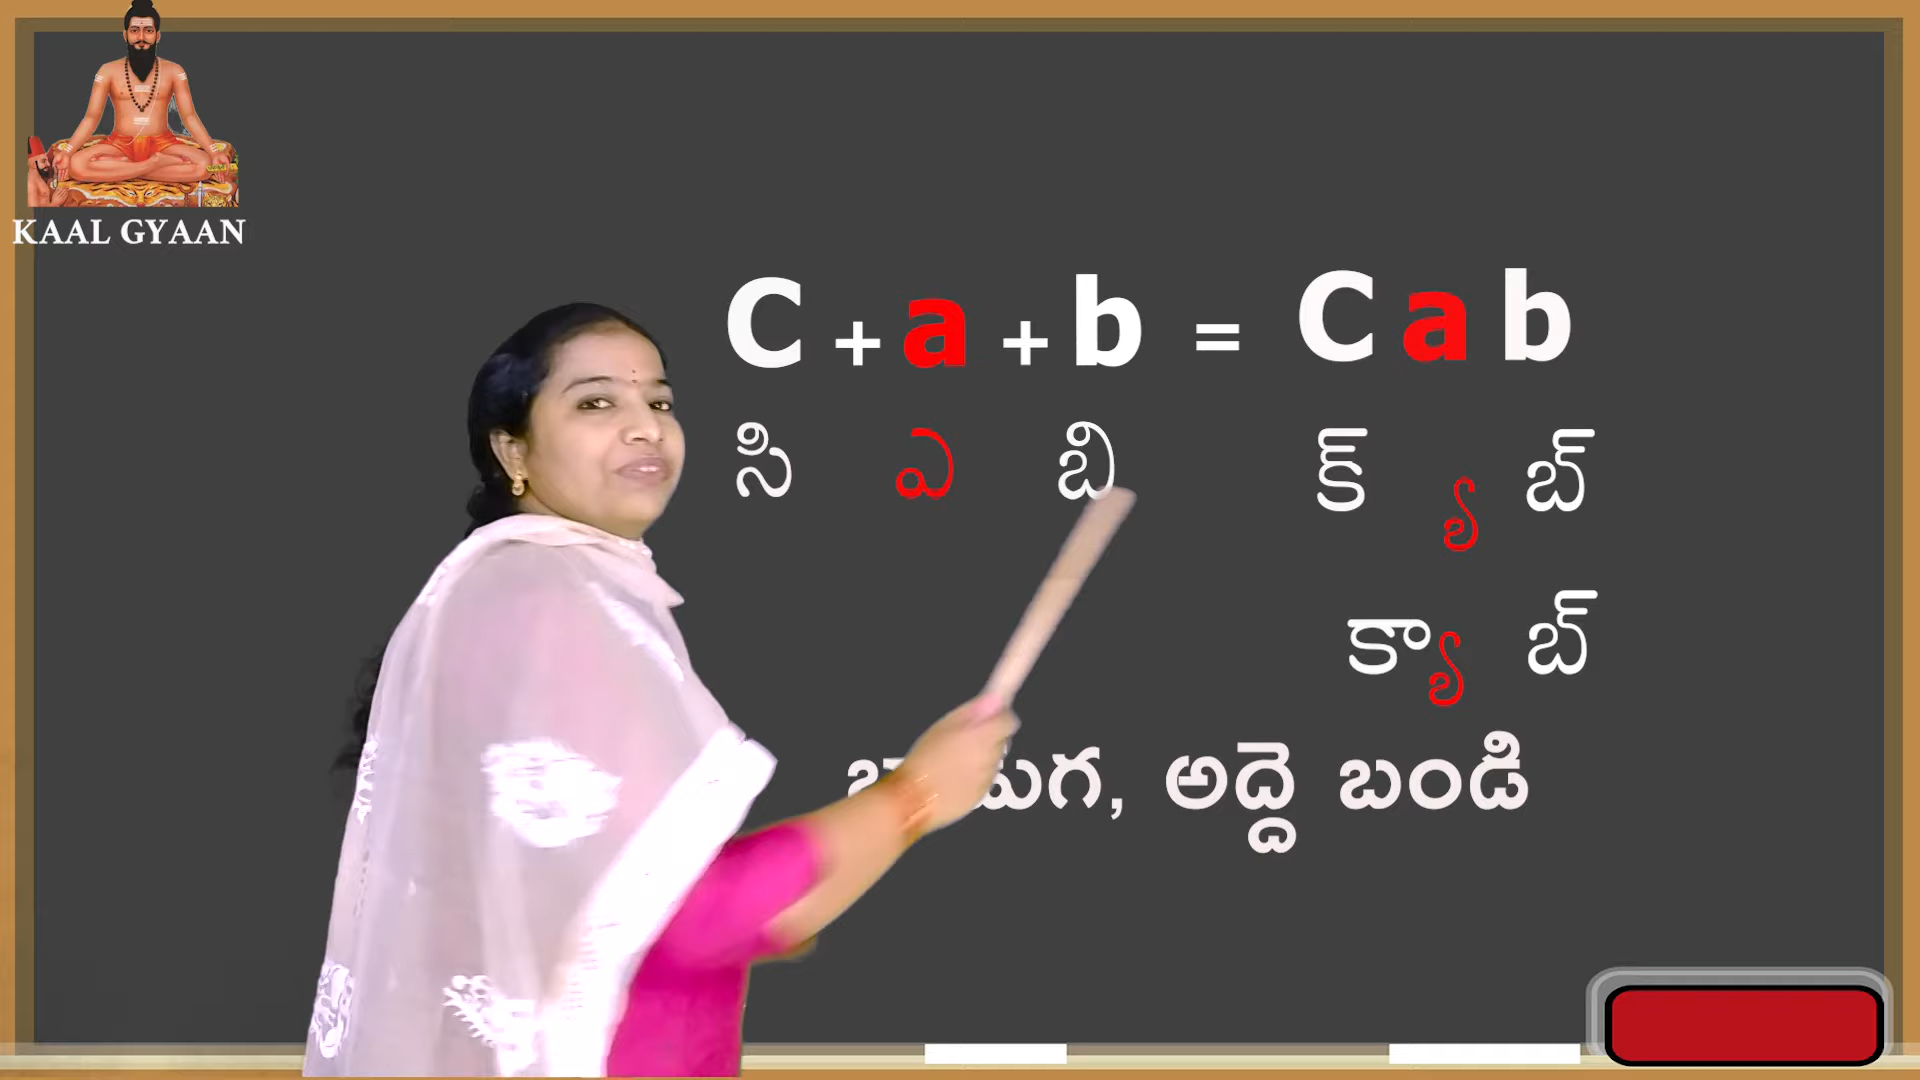 KAAL GYAAN
C + a + b = C a b
సి ఎ బి క్ ్య బ్
క్యా ్య బ్
అద్దె బండి